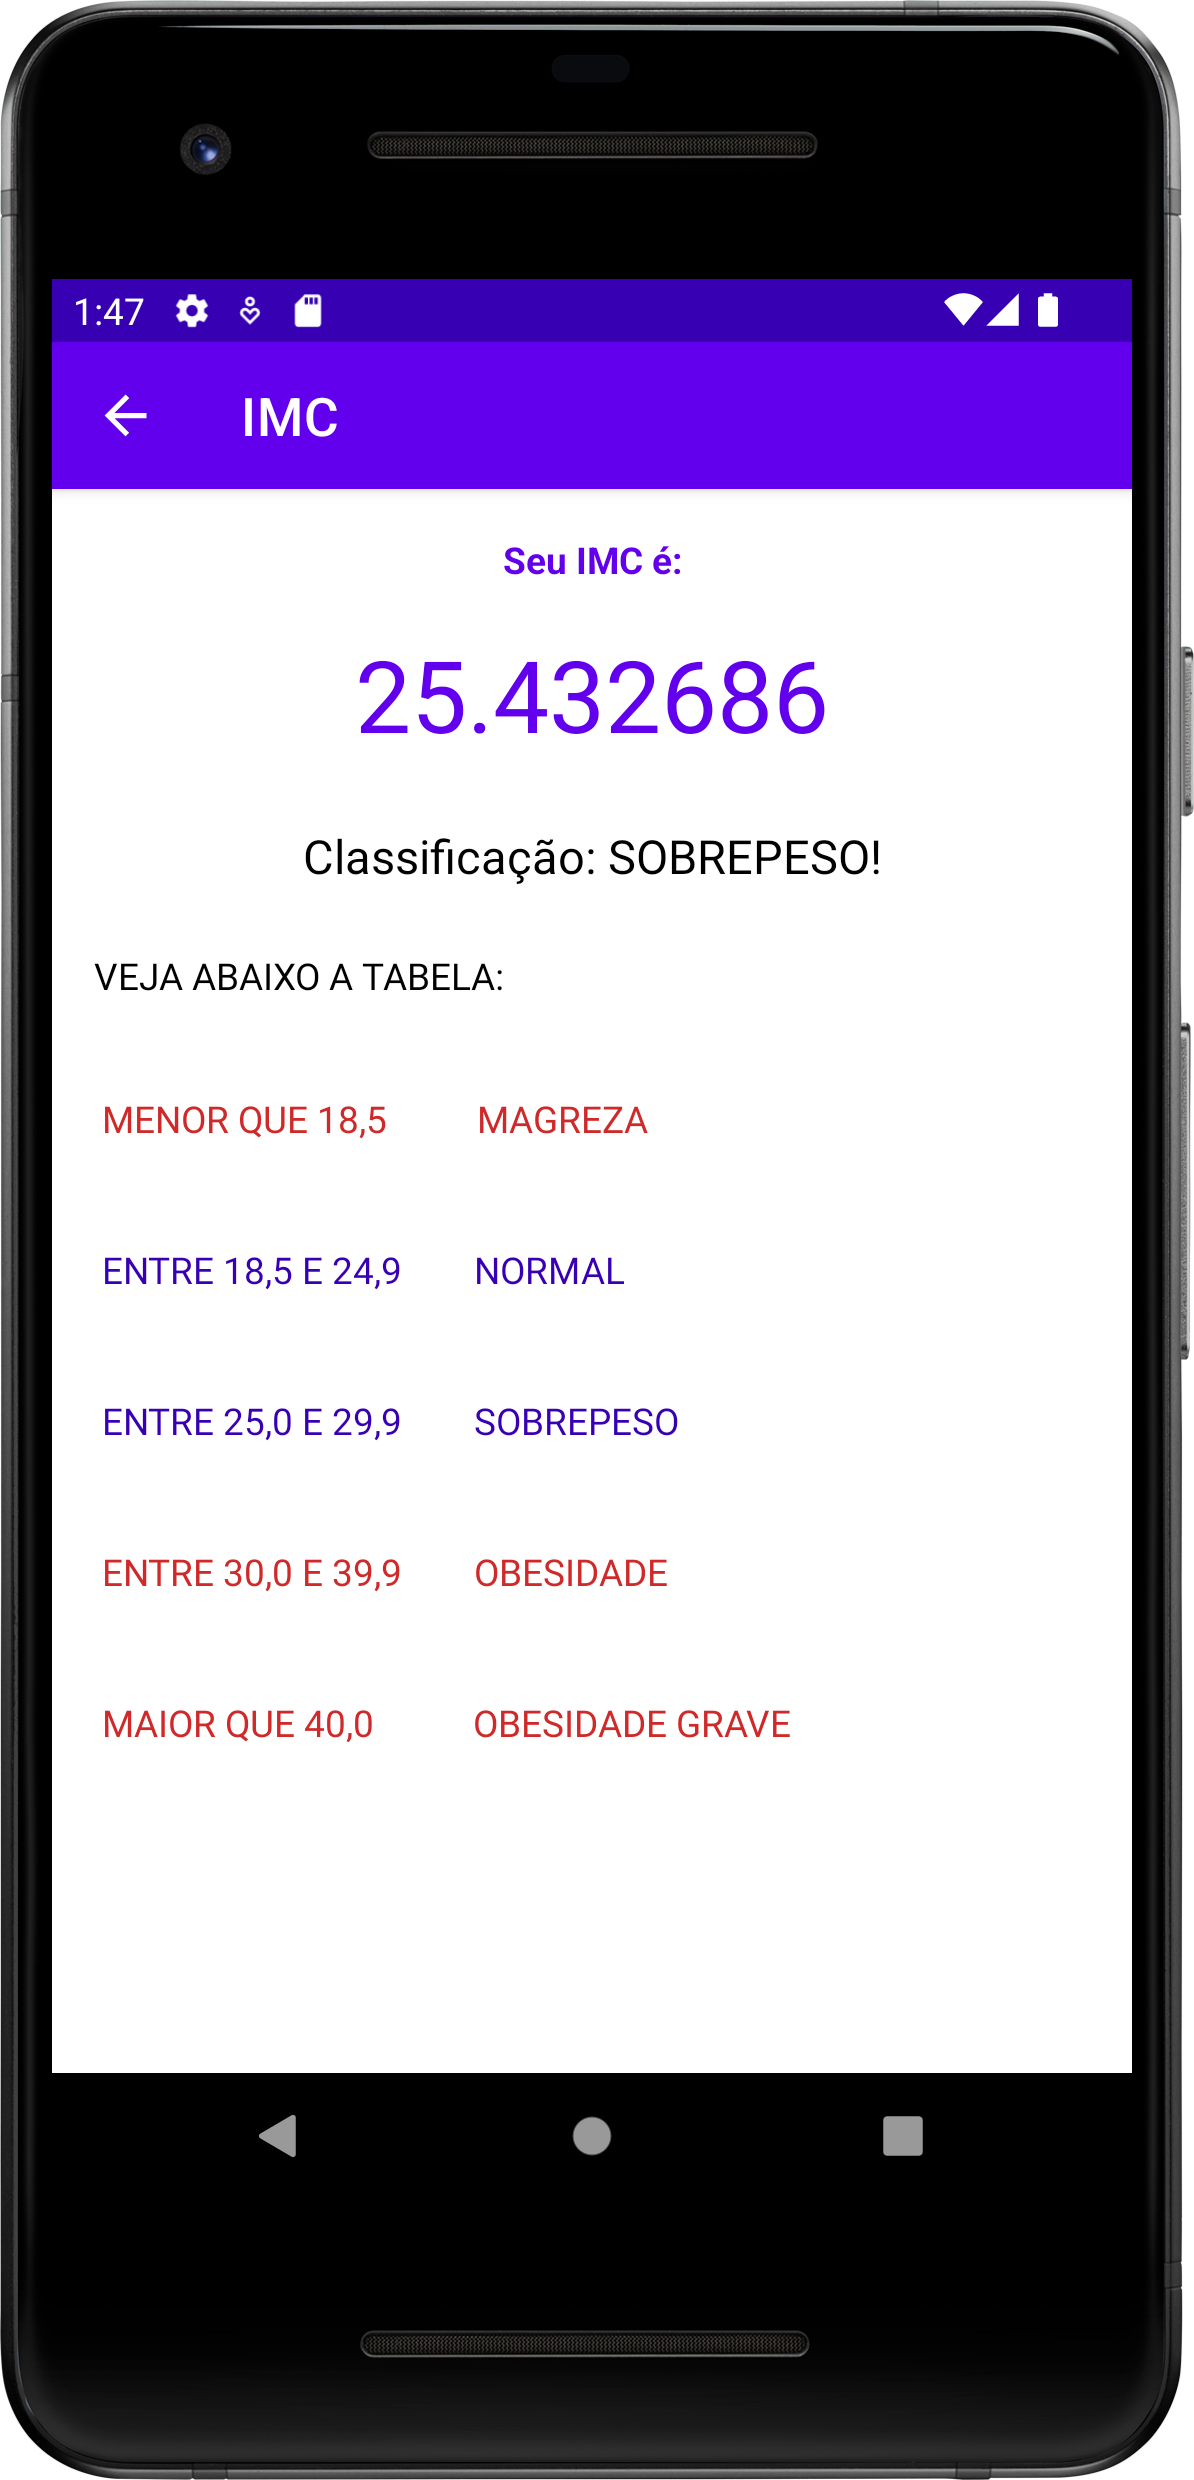 1:47
IMC
Seu IMC é:
25.432686
Classificação: SOBREPESO!
VEJA ABAIXO A TABELA:
MENOR QUE 18,5 MAGREZA
ENTRE 18,5 E 24,9 NORMAL
ENTRE 25,0 E 29,9 SOBREPESO
ENTRE 30,0 E 39,9 OBESIDADE
MAIOR QUE 40,0 OBESIDADE GRAVE